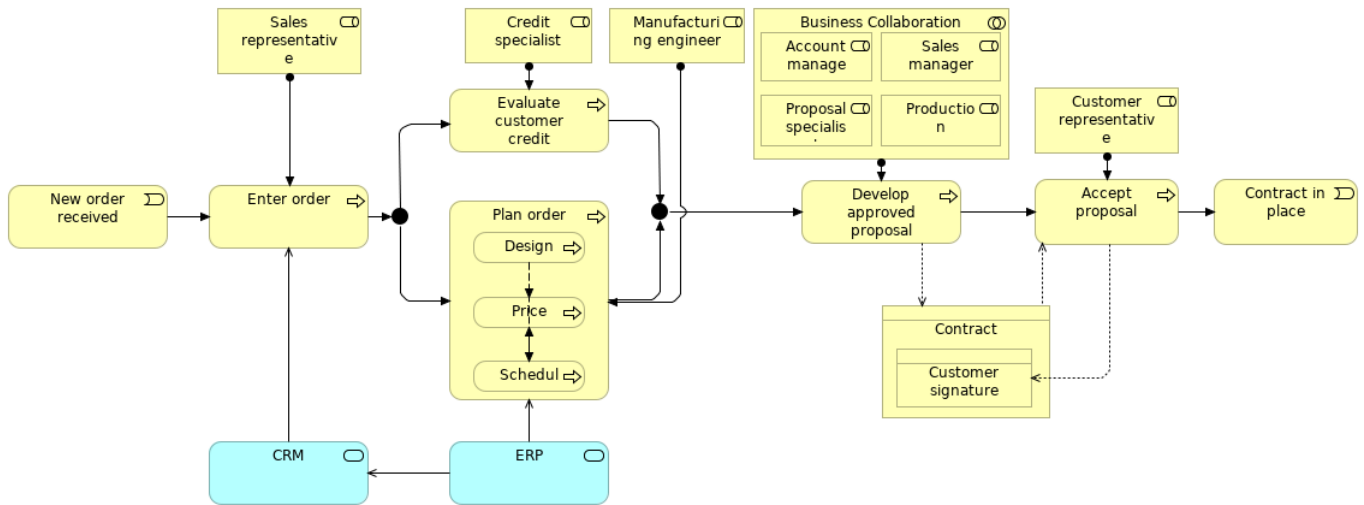 Sales
representativ
e
Credit
specialist
Manufacturi
ng engineer
Business Collaboration
Account
manage
Sales
manager
Proposal
specialis
Productio
n
Customer
representativ
e
New order
received
Enter order
Evaluate
customer
credit
Plan order
Design
Price
Schedul
Develop
approved
proposal
Accept
proposal
Contract in
place
Contract
Customer
signature
CRM
ERP